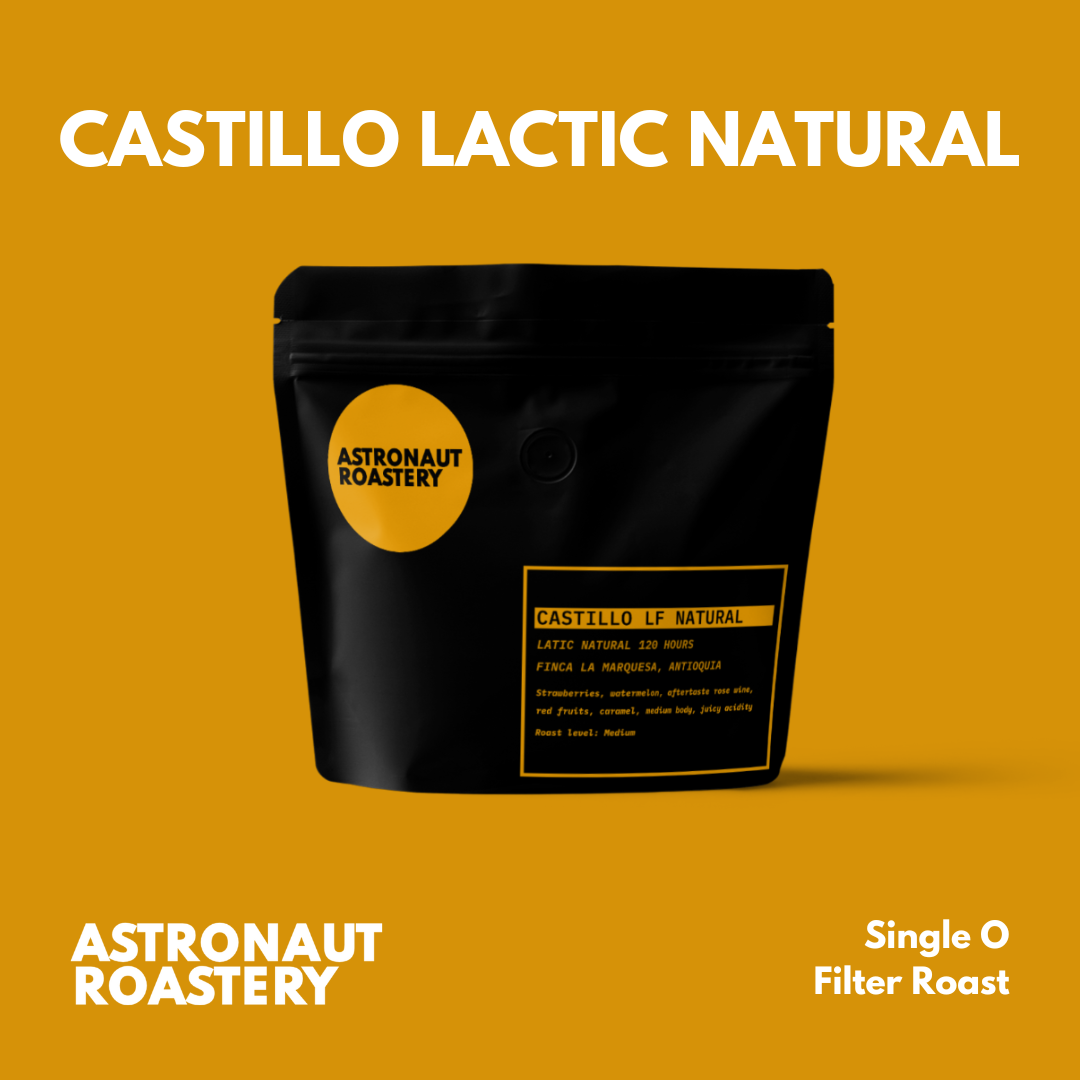 CASTILLO LACTIC NATURAL
ASTRONAUT
ROASTERY
CASTILLO LF NATURAL
LATIC NATURAL 120 HOURS
FINCA LA MARQUESA, ANTIOQUIA
Strawberries, watermelon, aftertaste rose wine,
red fruits, caramel, medium body, juicy acidity
Roast level: Medium
ASTRONAUT
ROASTERY
Single O
Filter Roast